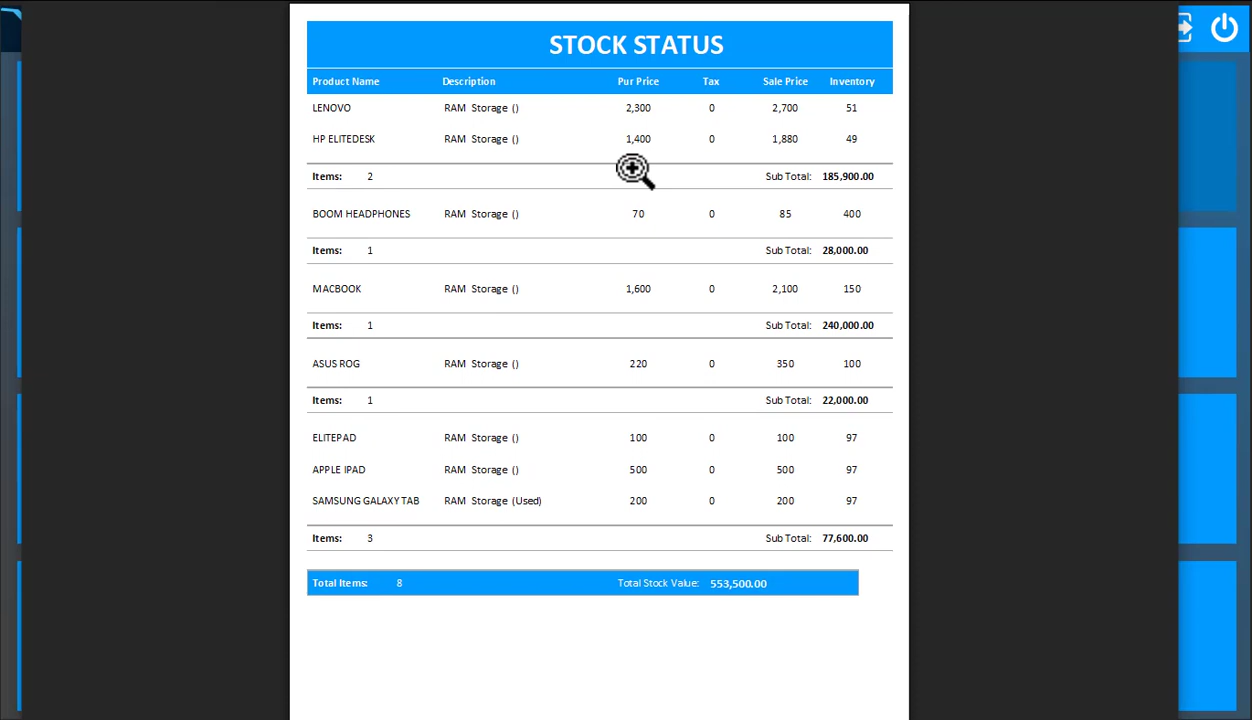 STOCK STATUS
Product Name Description Pur Price Tax Sale Price Inventory
LENOVO RAM Storage () 2,300 0 2,700 51
HP ELITEDESK RAM Storage () 1,400 0 1,880 49
Items: 2 Sub Total: 185,900.00
BOOM HEADPHONES RAM Storage () 70 0 85 400
Items: 1 Sub Total: 28,000.00
MACBOOK RAM Storage () 1,600 0 2,100 150
Items: 1 Sub Total: 240,000.00
ASUS ROG RAM Storage () 220 0 350 100
Items: 1 Sub Total: 22,000.00
ELITEPAD RAM Storage () 100 0 100 97
APPLE IPAD RAM Storage () 500 0 500 97
SAMSUNG GALAXY TAB RAM Storage (Used) 200 0 200 97
Items: 3 Sub Total: 77,600.00
Total Items: 8 Total Stock Value: 553,500.00